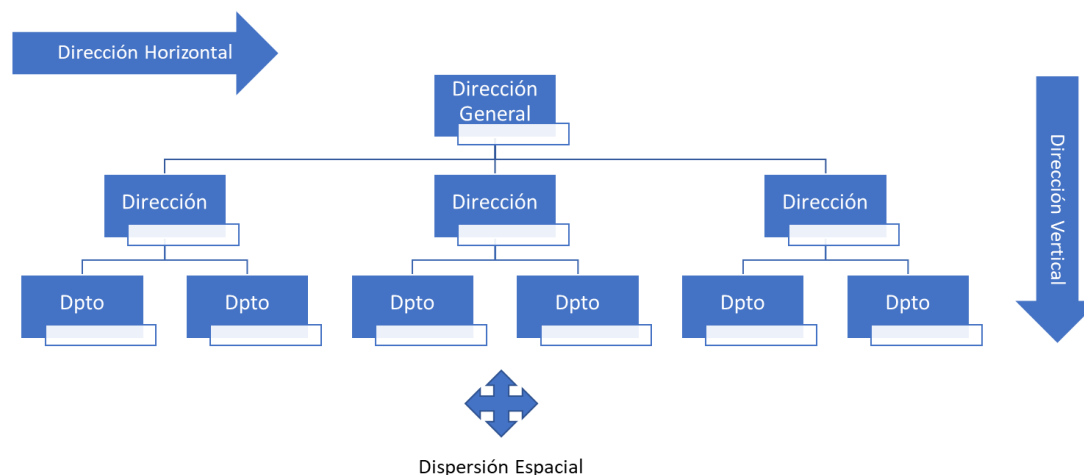 Dirección Horizontal
Dirección
General
Dirección Vertical
Dirección
Dirección
Dirección
Dpto
Dpto
Dpto
Dpto
Dpto
Dpto
Dispersión Espacial